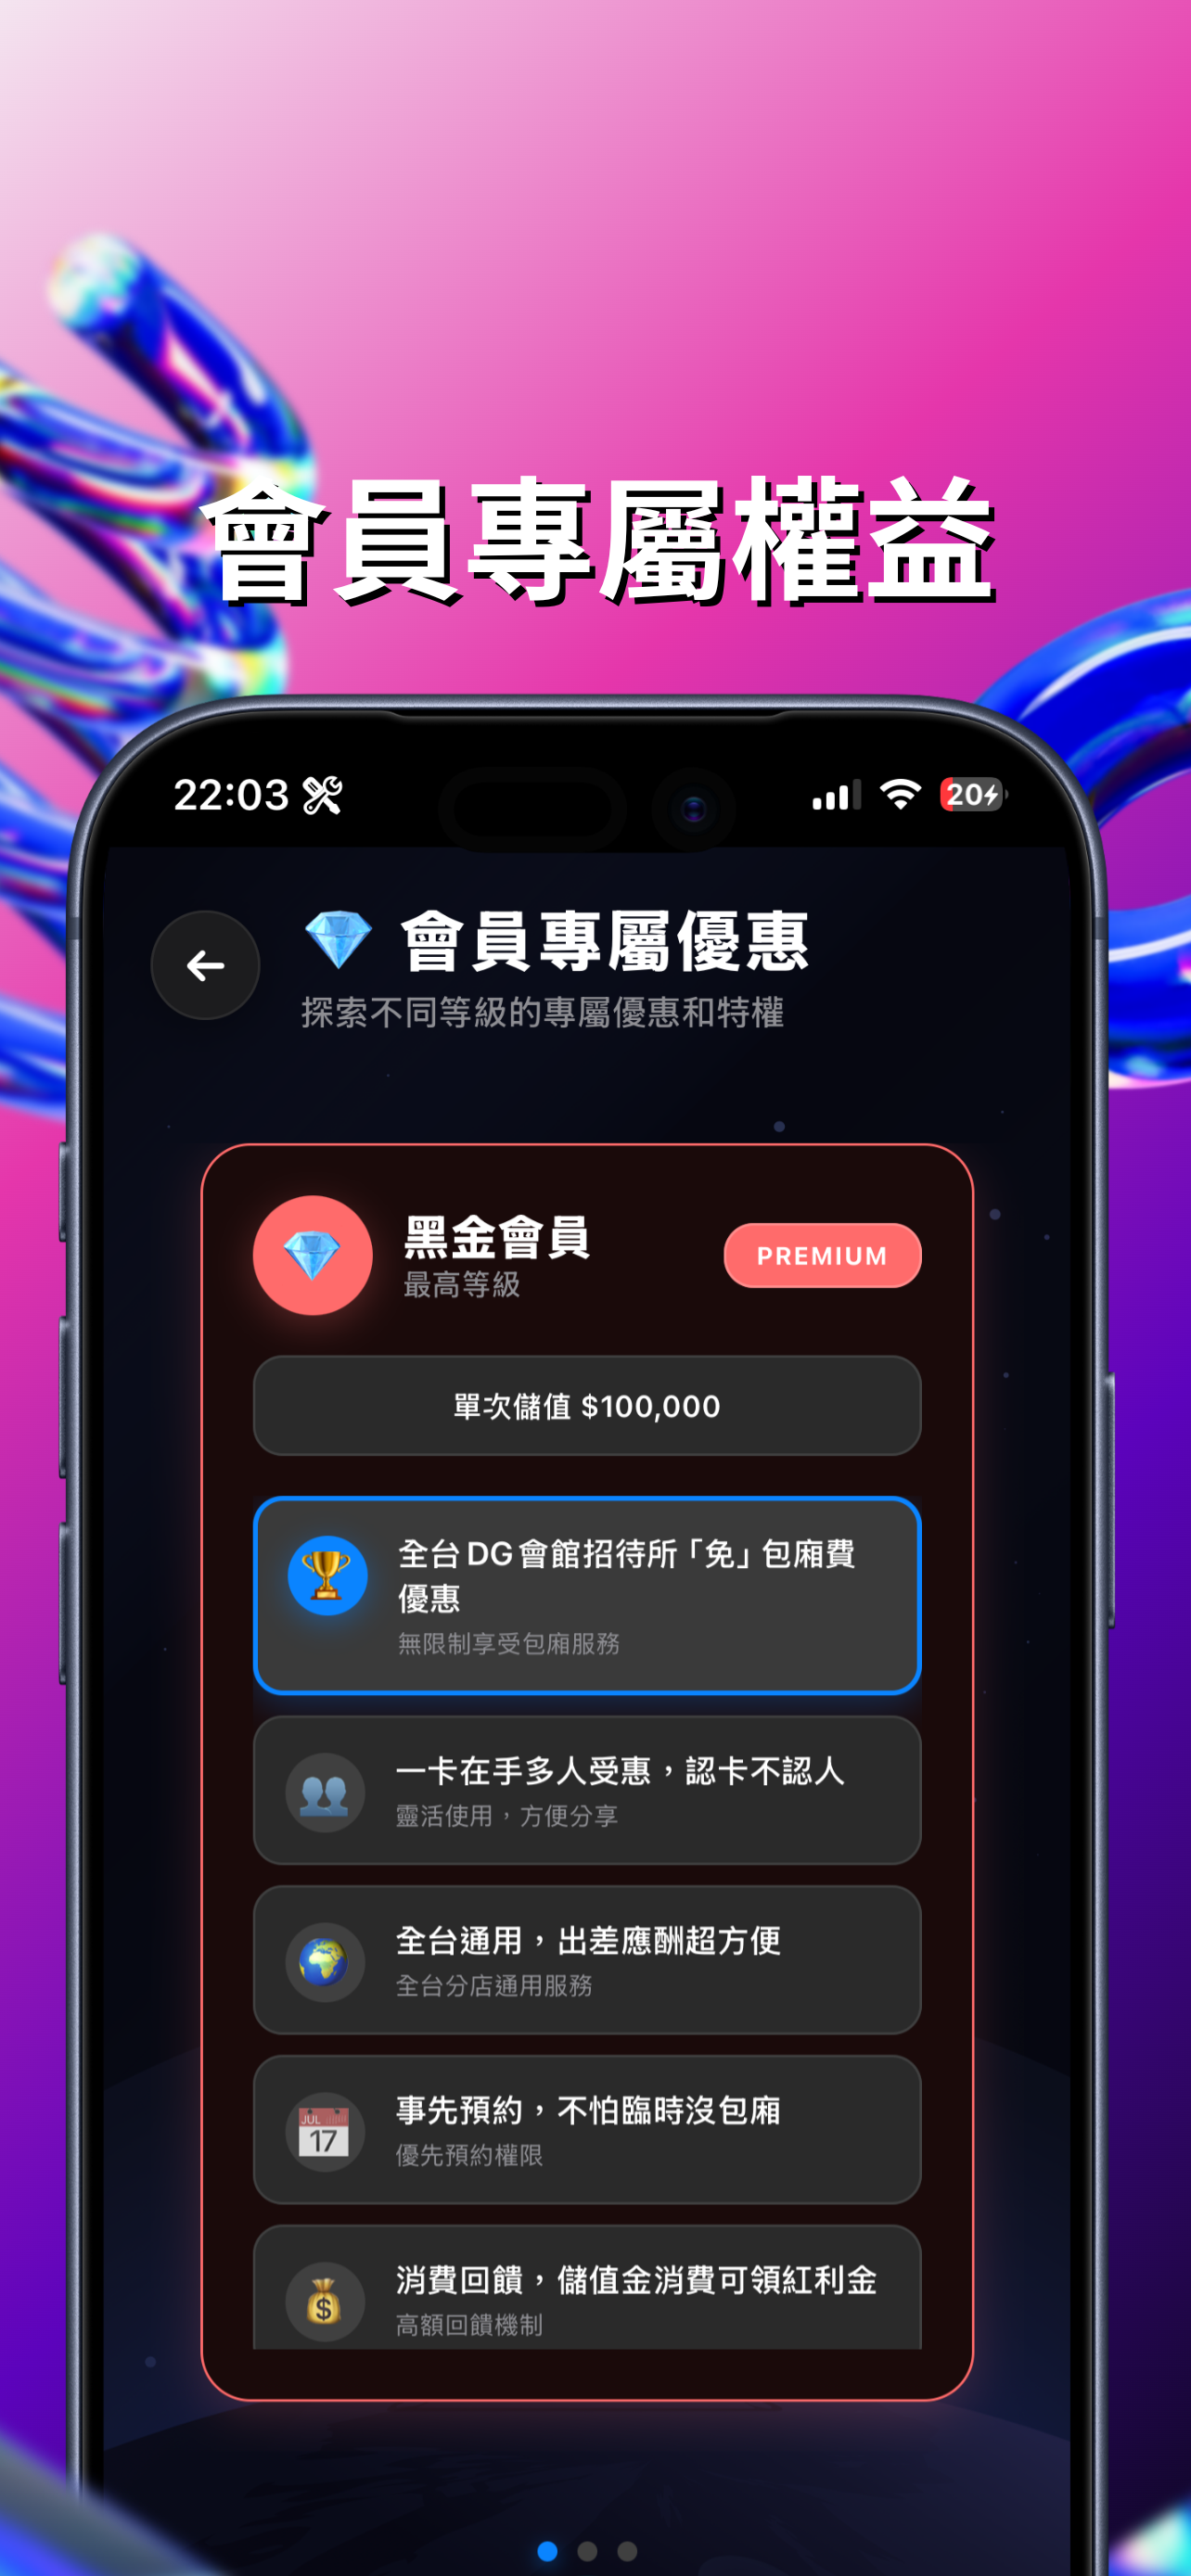 會員專屬權益
22:03
20
會員專屬優惠
探索不同等級的專屬優惠和特權
黑金會員
最高等級
PREMIUM
單次儲值 $100,000
全台DG會館招待所「免」包廂費
優惠
無限制享受包廂服務
一卡在手多人受惠，認卡不認人
靈活使用，方便分享
全台通用，出差應酬超方便
全台分店通用服務
事先預約，不怕臨時沒包廂
優先預約權限
JUL
17
消費回饋，儲值金消費可領紅利金
高額回饋機制
$